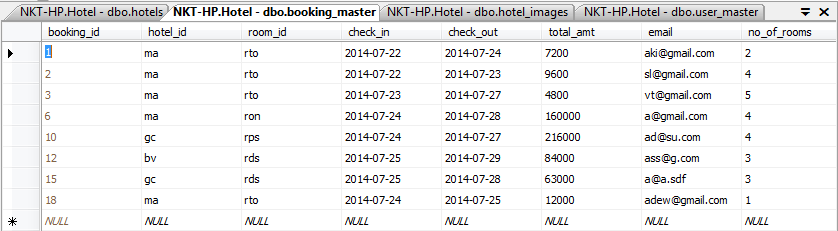 NKT-HP.Hotel - dbo.hotels NKT-HP.Hotel - dbo.booking_master NKT-HP.Hotel - dbo.hotel_images NKT-HP.Hotel - dbo.user_master
booking_id hotel_id room_id check_in check_out total_amt email no_of_rooms
1 ma rto 2014-07-22 2014-07-24 7200 aki@gmail.com 2
2 ma rto 2014-07-22 2014-07-23 9600 sl@gmail.com 4
3 ma rto 2014-07-23 2014-07-27 4800 vt@gmail.com 5
6 ma ron 2014-07-24 2014-07-28 160000 a@gmail.com 4
10 gc rps 2014-07-24 2014-07-27 216000 ad@su.com 4
12 bv rds 2014-07-25 2014-07-29 84000 ass@g.com 3
15 gc rds 2014-07-25 2014-07-28 63000 a@a.sdf 3
18 ma rto 2014-07-24 2014-07-25 12000 adew@gmail.com 1
NULL NULL NULL NULL NULL NULL NULL NULL